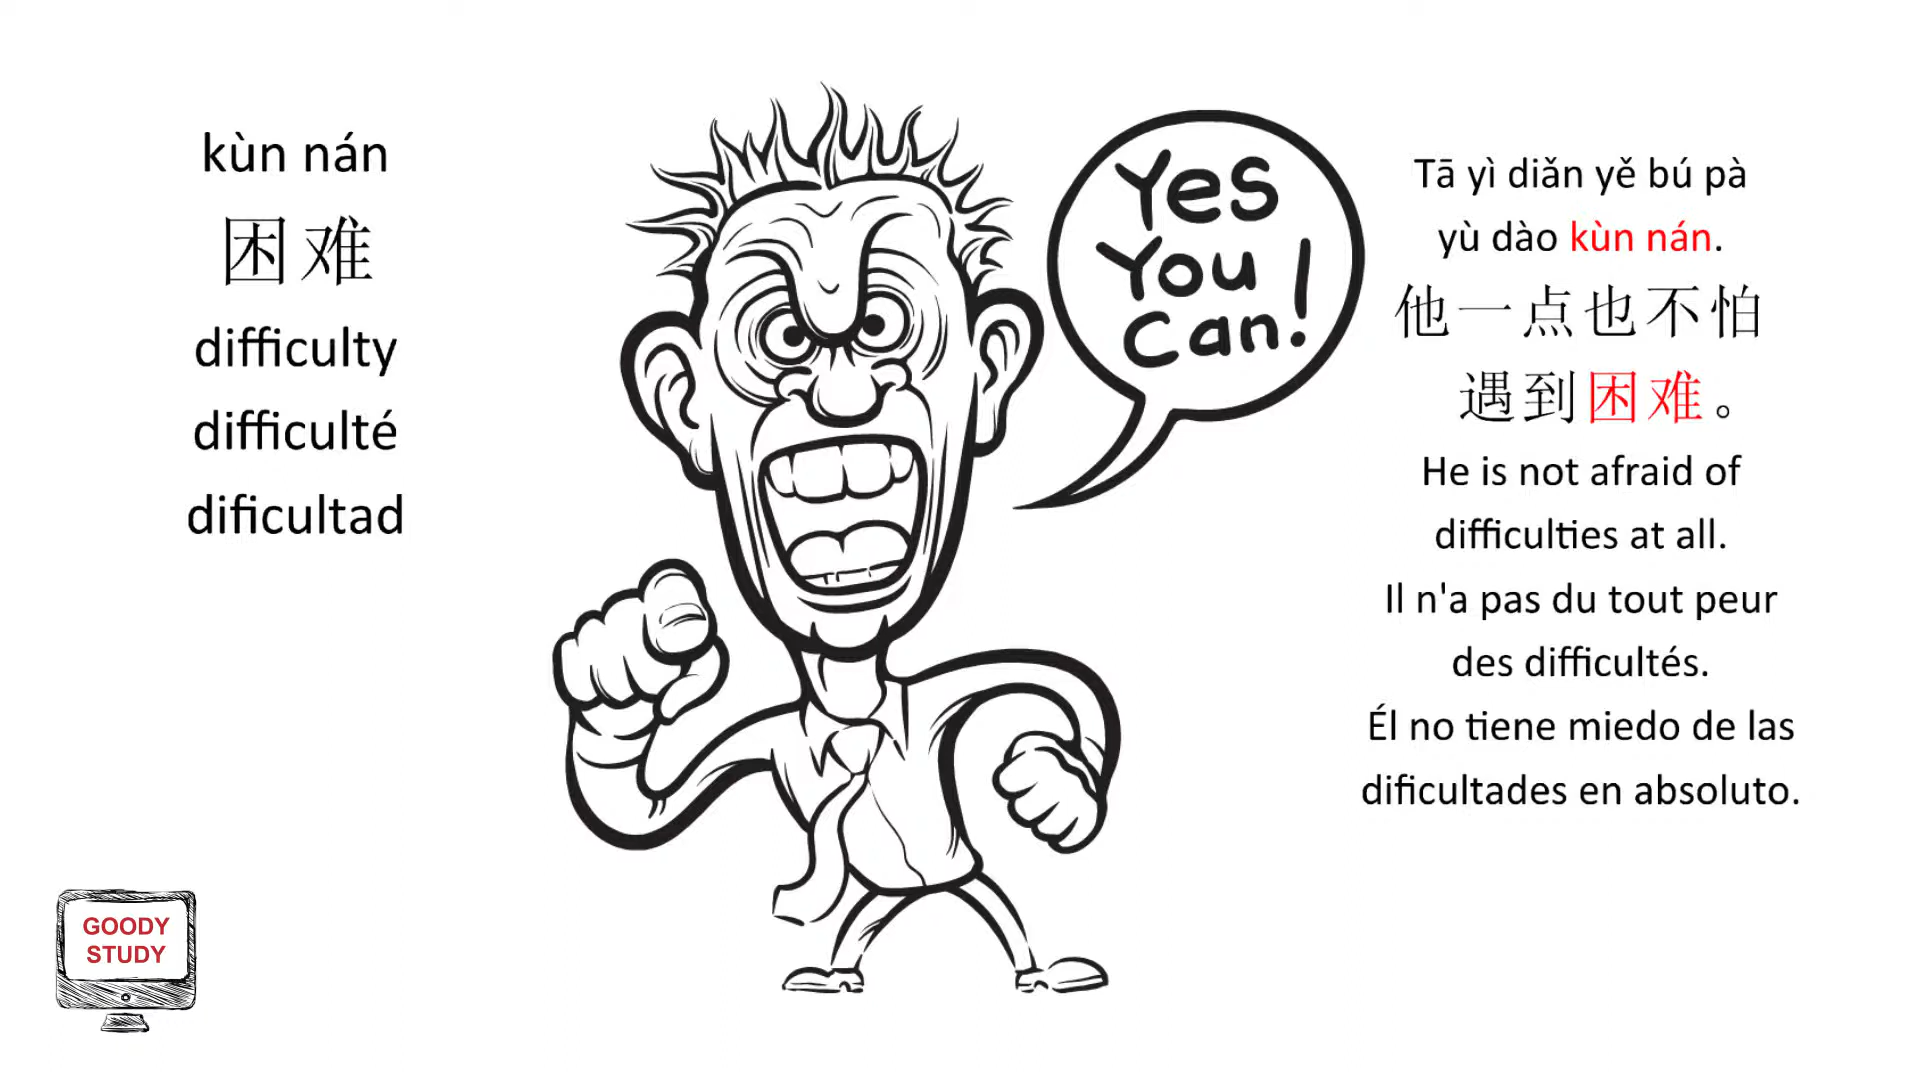 kùn nán
困难
difficulty
difficulté
dificultad
Yes
You
Can!
Tā yì diǎn yě bú pà
yù dào kùn nán.
他一点也不怕
遇到困难。
He is not afraid of
difficulties at all.
Il n'a pas du tout peur
des difficultés.
Él no tiene miedo de las
dificultades en absoluto.
GOODY
STUDY